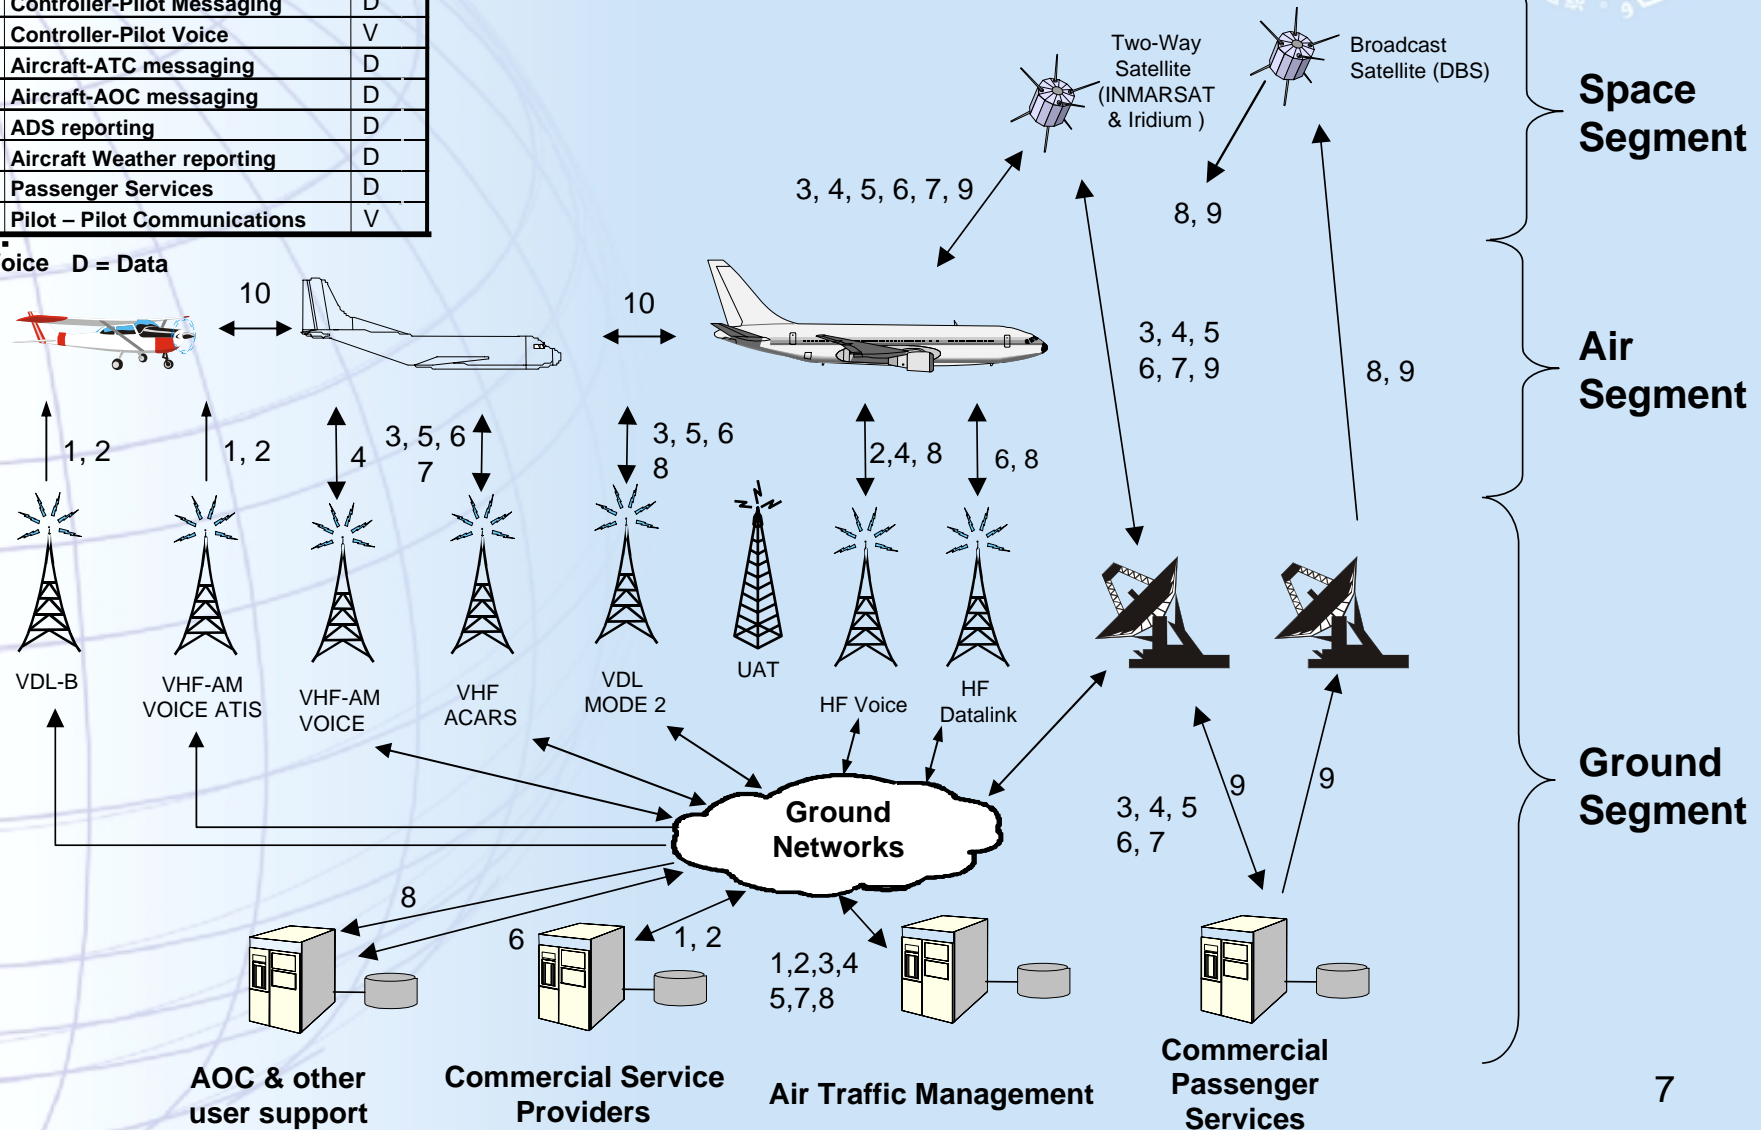 Controller-Pilot Messaging D
Controller-Pilot Voice V
Aircraft-ATC messaging D
Aircraft-AOC messaging D
ADS reporting D
Aircraft Weather reporting D
Passenger Services D
Pilot – Pilot Communications V
oice D = Data
Two-Way
Satellite
(INMARSAT
& Iridium )
Broadcast
Satellite (DBS)
Space
Segment
3, 4, 5, 6, 7, 9
8, 9
10
10
3, 4, 5
6, 7, 9
8, 9
Air
Segment
1, 2
1, 2
4
3, 5, 6
7
3, 5, 6
8
2,4, 8
6, 8
VDL-B
VHF-AM
VOICE ATIS
VHF-AM
VOICE
VHF
ACARS
VDL
MODE 2
UAT
HF Voice
HF
Datalink
Ground
Networks
3, 4, 5
6, 7
9
9
Ground
Segment
8
6
1, 2
1,2,3,4
5,7,8
AOC & other
user support
Commercial Service
Providers
Air Traffic Management
Commercial
Passenger
Services
7